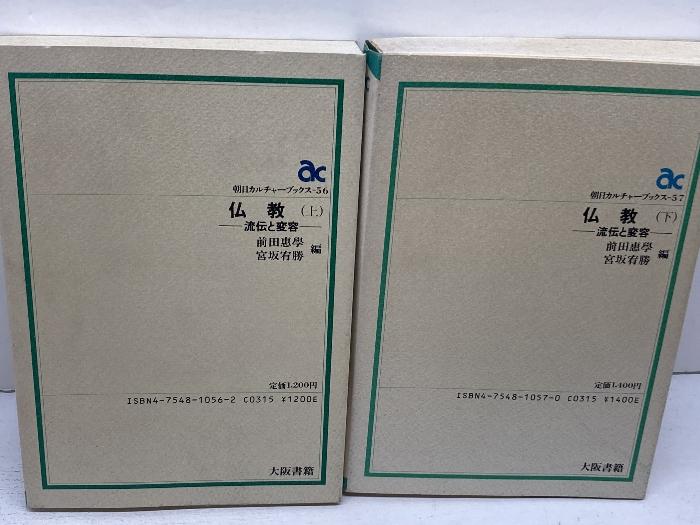 ac
朝日カルチャーブックス-56
仏教（上）
——流伝と変容——
前田惠學
宮坂宥勝
編
定価1,200円
ISBN4-7548-1056-2 C0315 ¥1200E
大阪書籍
ac
朝日カルチャーブックス-57
仏教（下）
——流伝と変容——
前田惠學
宮坂宥勝
編
定価1,400円
ISBN4-7548-1057-0 C0315 ¥1400E
大阪書籍